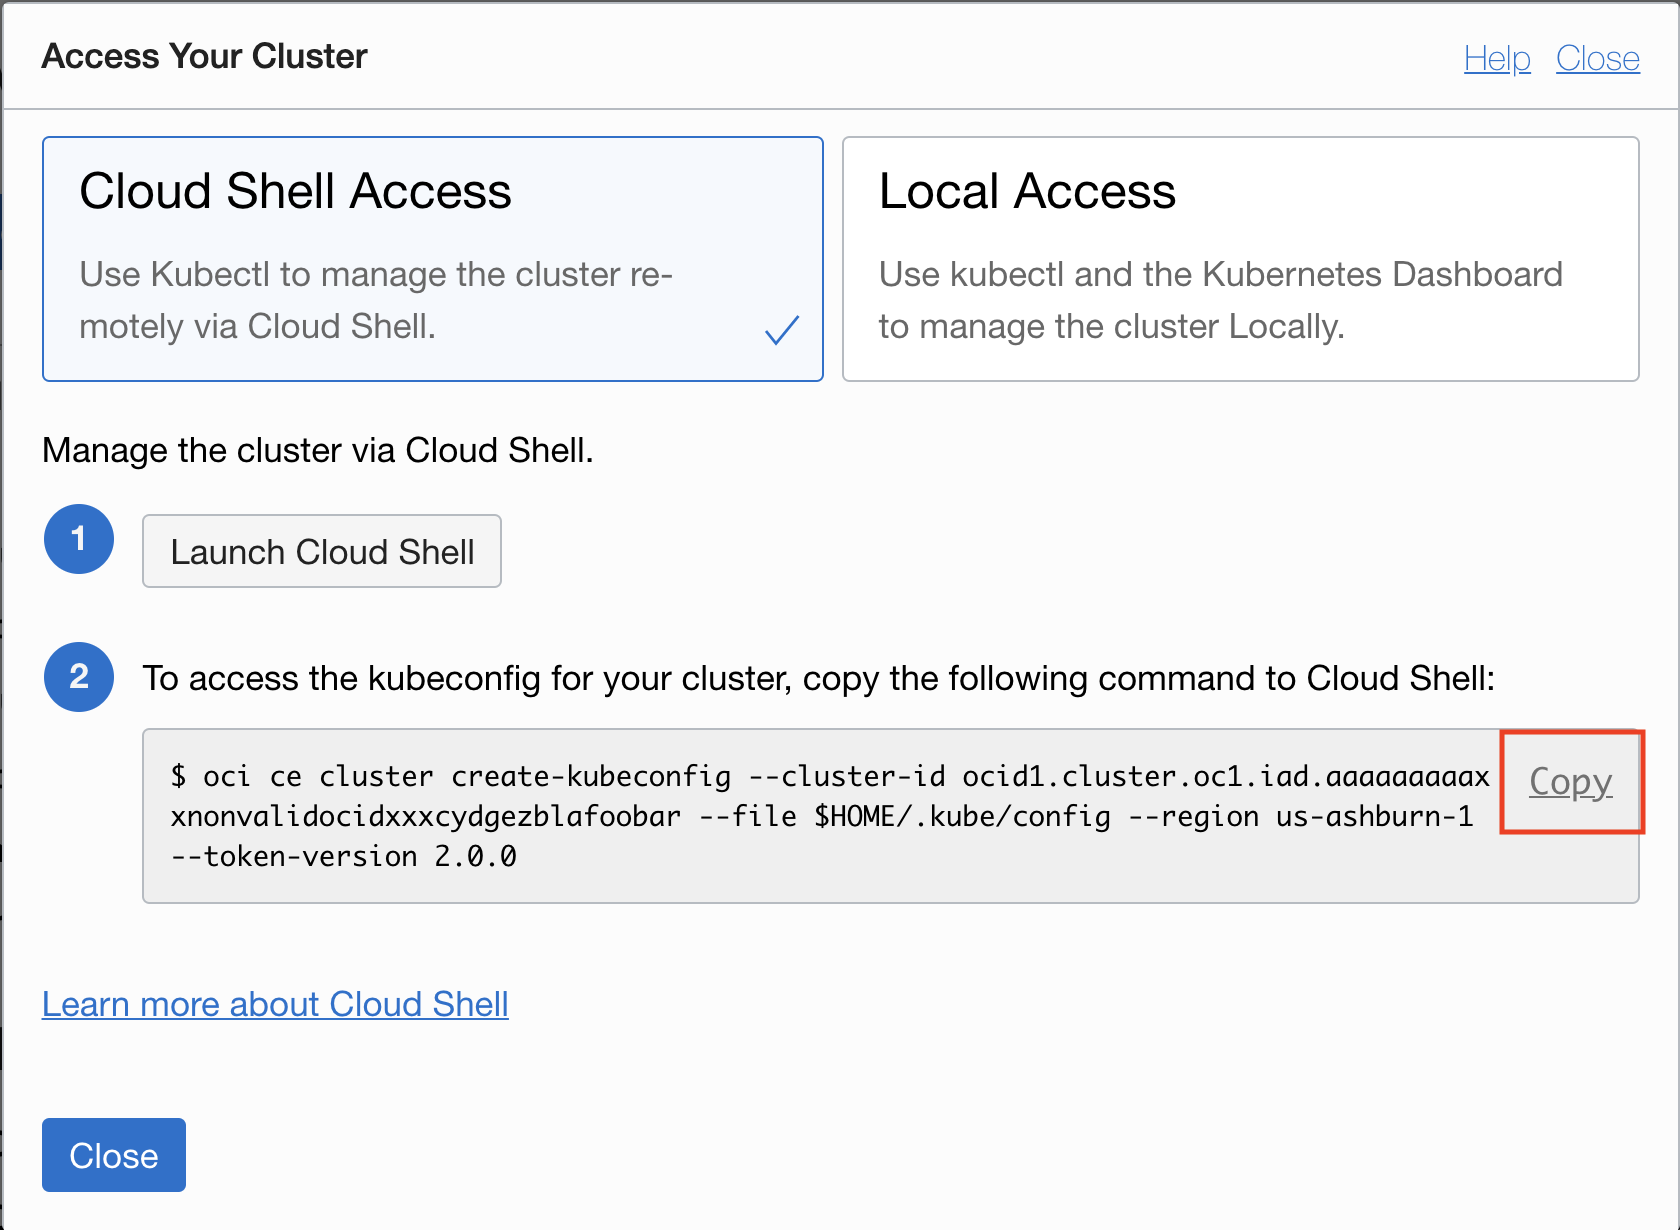 Access Your Cluster
Help Close
Cloud Shell Access
Use Kubectl to manage the cluster re-
motely via Cloud Shell.
Local Access
Use kubectl and the Kubernetes Dashboard
to manage the cluster Locally.
Manage the cluster via Cloud Shell.
1 Launch Cloud Shell
2 To access the kubeconfig for your cluster, copy the following command to Cloud Shell:
$ oci ce cluster create-kubeconfig --cluster-id ocid1.cluster.oc1.iad.aaaaaaaaax
xnonvalidocidxxxcydgezblafoobar --file $HOME/.kube/config --region us-ashburn-1
--token-version 2.0.0
Copy
Learn more about Cloud Shell
Close